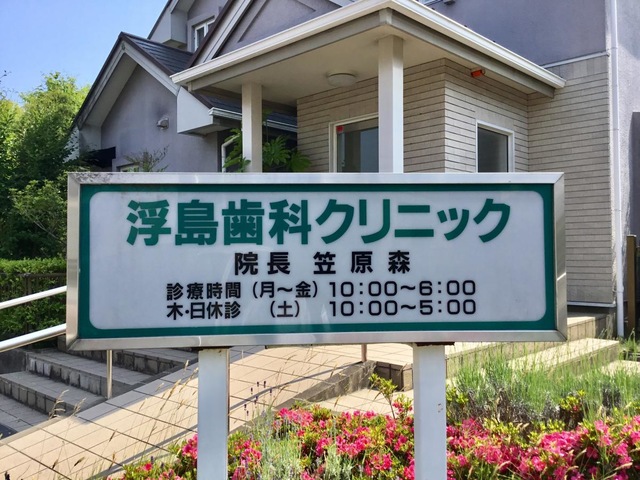 浮島歯科クリニック
院長 笠原森
診療時間（月～金）10:00～6:00
木・日休診 （土） 10:00～5:00